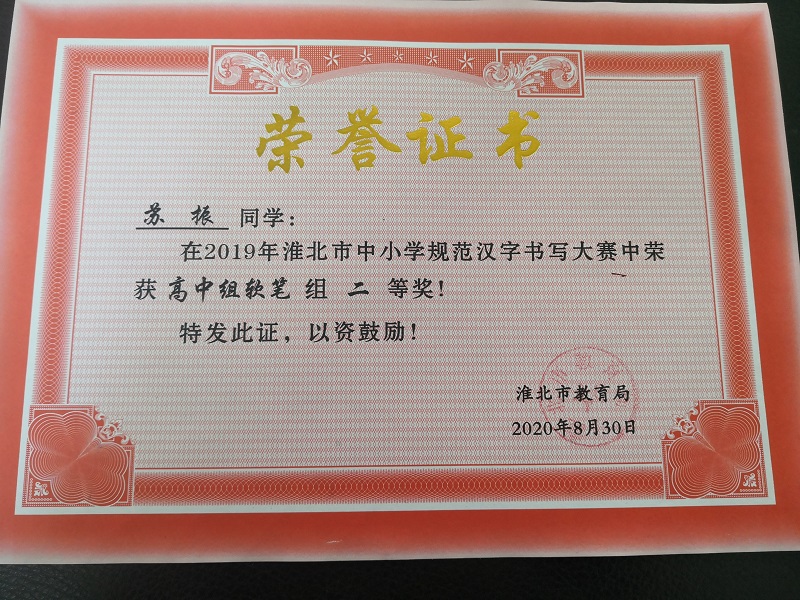 荣誉证书
苏 振 同学：
在2019年淮北市中小学规范汉字书写大赛中荣
获 高中组软笔 组 二 等奖！
特发此证，以资鼓励！
淮北市教育局
2020年8月30日